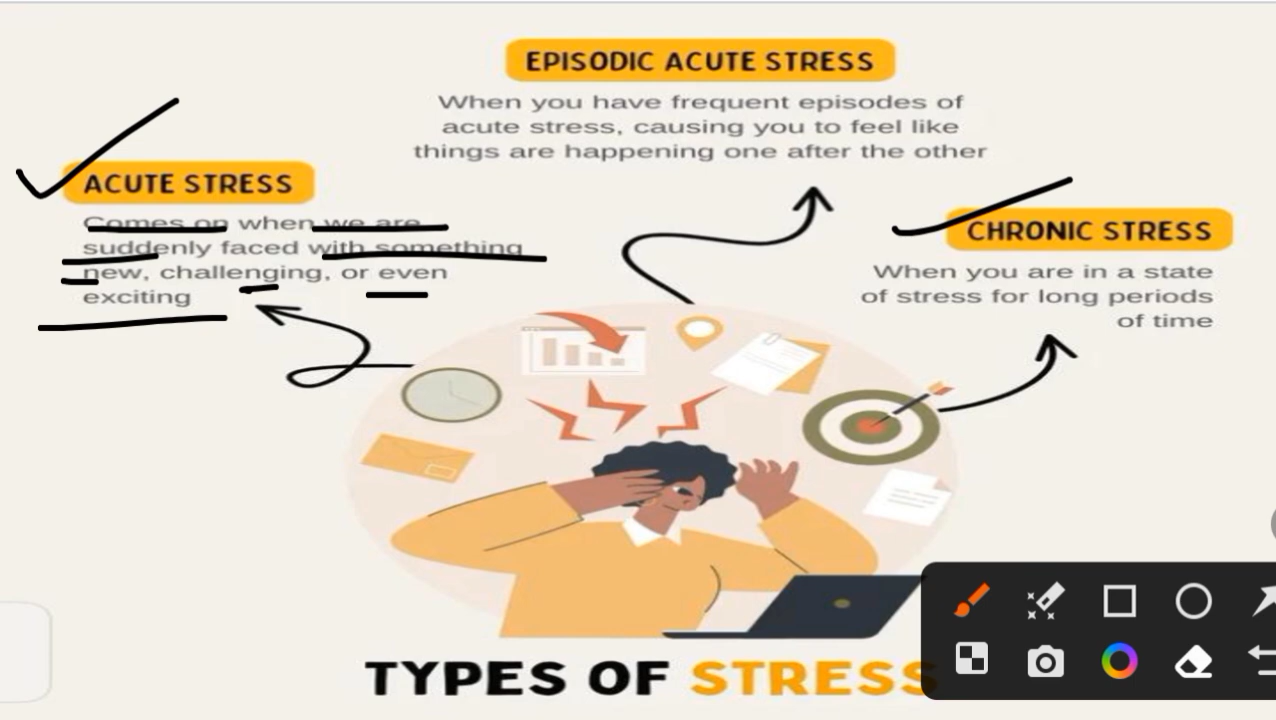 EPISODIC ACUTE STRESS
When you have frequent episodes of
acute stress, causing you to feel like
things are happening one after the other
ACUTE STRESS
Comes on when we are
suddenly faced with something
new, challenging, or even
exciting
CHRONIC STRESS
When you are in a state
of stress for long periods
of time
TYPES OF STRESS